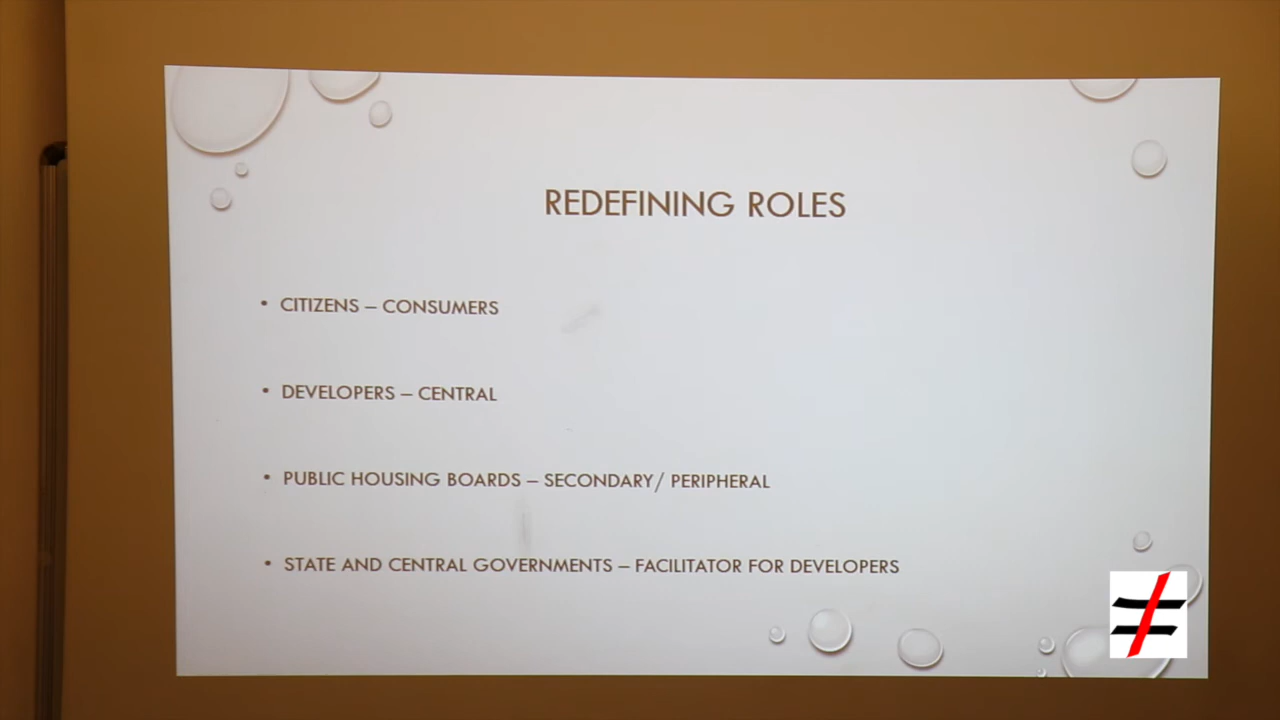 REDEFINING ROLES
• CITIZENS – CONSUMERS
• DEVELOPERS – CENTRAL
• PUBLIC HOUSING BOARDS – SECONDARY/ PERIPHERAL
• STATE AND CENTRAL GOVERNMENTS – FACILITATOR FOR DEVELOPERS